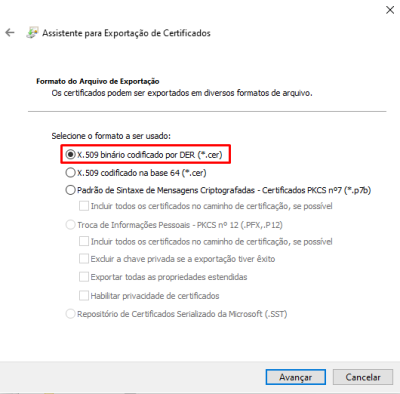 Assistente para Exportação de Certificados
Formato do Arquivo de Exportação
Os certificados podem ser exportados em diversos formatos de arquivo.
Selecione o formato a ser usado:
X.509 binário codificado por DER (*.cer)
X.509 codificado na base 64 (*.cer)
Padrão de Sintaxe de Mensagens Criptografadas - Certificados PKCS nº7 (*.p7b)
Incluir todos os certificados no caminho de certificação, se possível
Troca de Informações Pessoais - PKCS nº 12 (.PFX,.P12)
Incluir todos os certificados no caminho de certificação, se possível
Excluir a chave privada se a exportação tiver êxito
Exportar todas as propriedades estendidas
Habilitar privacidade de certificados
Repositório de Certificados Serializado da Microsoft (.SST)
Avançar
Cancelar